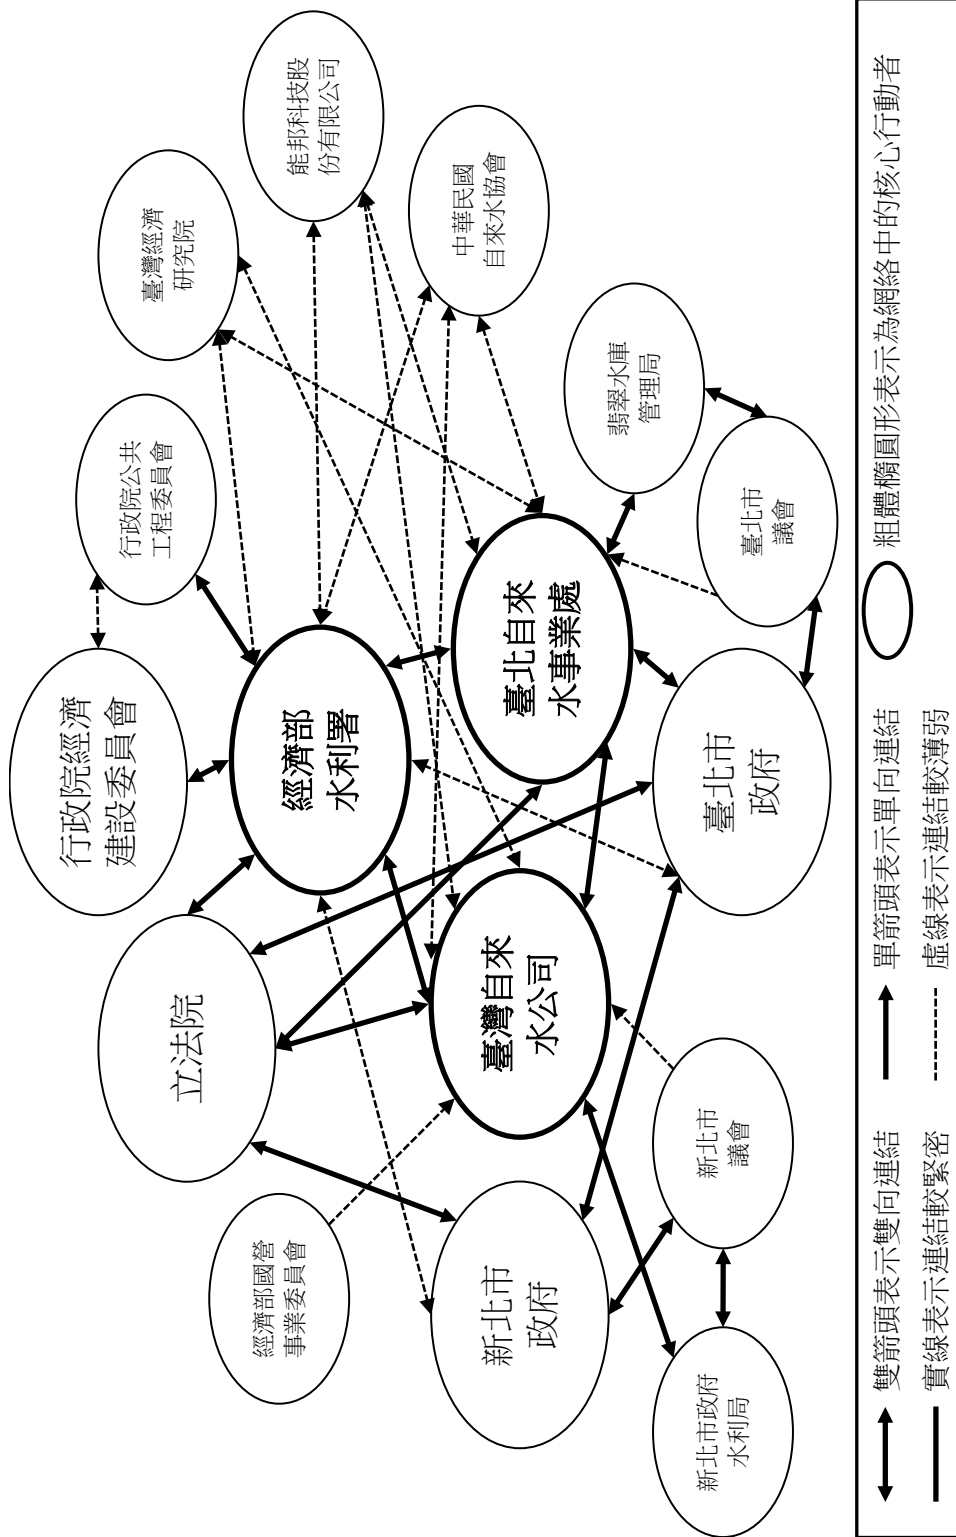 行政院經濟
建設委員會
行政院公共
工程委員會
臺灣經濟
研究院
能邦科技股
份有限公司
立法院
經濟部
水利署
中華民國
自來水協會
經濟部國營
事業委員會
臺灣自來
水公司
臺北自來
水事業處
翡翠水庫
管理局
新北市
政府
臺北市
政府
臺北市
議會
新北市政府
水利局
新北市
議會
雙箭頭表示雙向連結
單箭頭表示單向連結
粗體橢圓形表示為網絡中的核心行動者
實線表示連結較緊密
虛線表示連結較薄弱